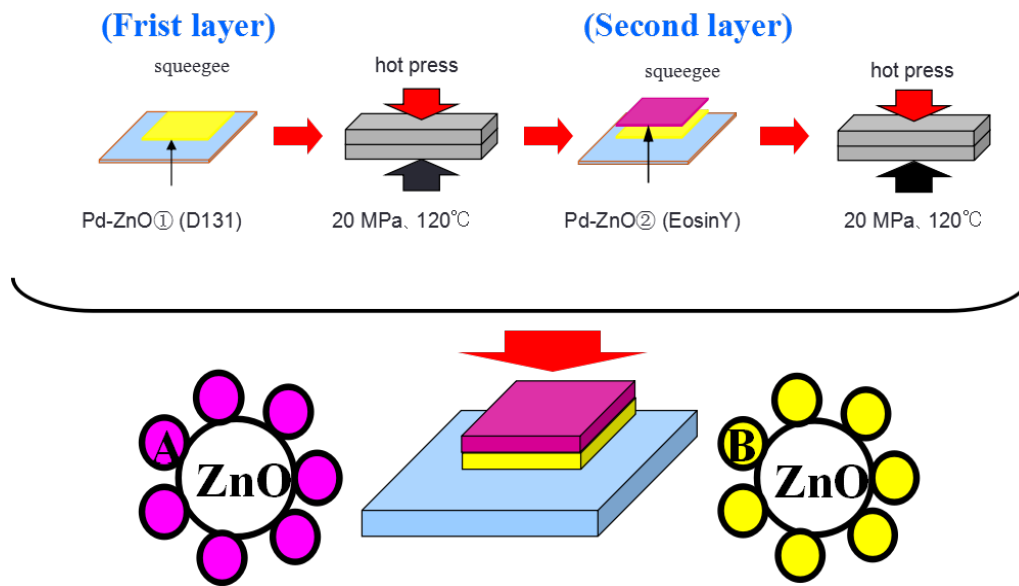 (Frist layer)
(Second layer)
squeegee
hot press
squeegee
hot press
Pd-ZnO① (D131)
20 MPa、120℃
Pd-ZnO② (EosinY)
20 MPa、120℃
A
ZnO
B
ZnO